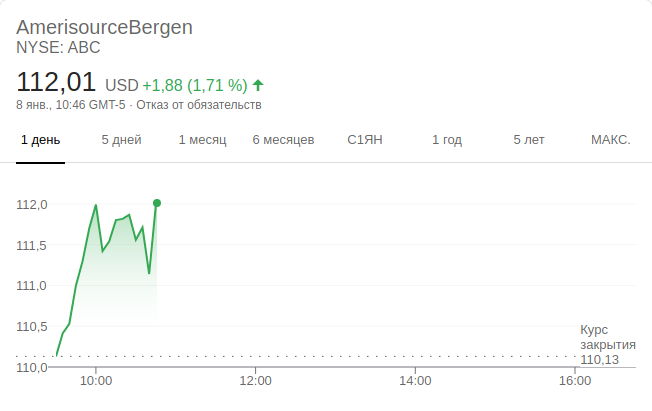 AmerisourceBergen
NYSE: ABC
112,01 USD +1,88 (1,71 %)
8 янв., 10:46 GMT-5 · Отказ от обязательств
1 день 5 дней 1 месяц 6 месяцев С1ЯН 1 год 5 лет МАКС.
112,0
111,5
111,0
110,5
110,0
Курс
закрытия
110,13
10:00 12:00 14:00 16:00